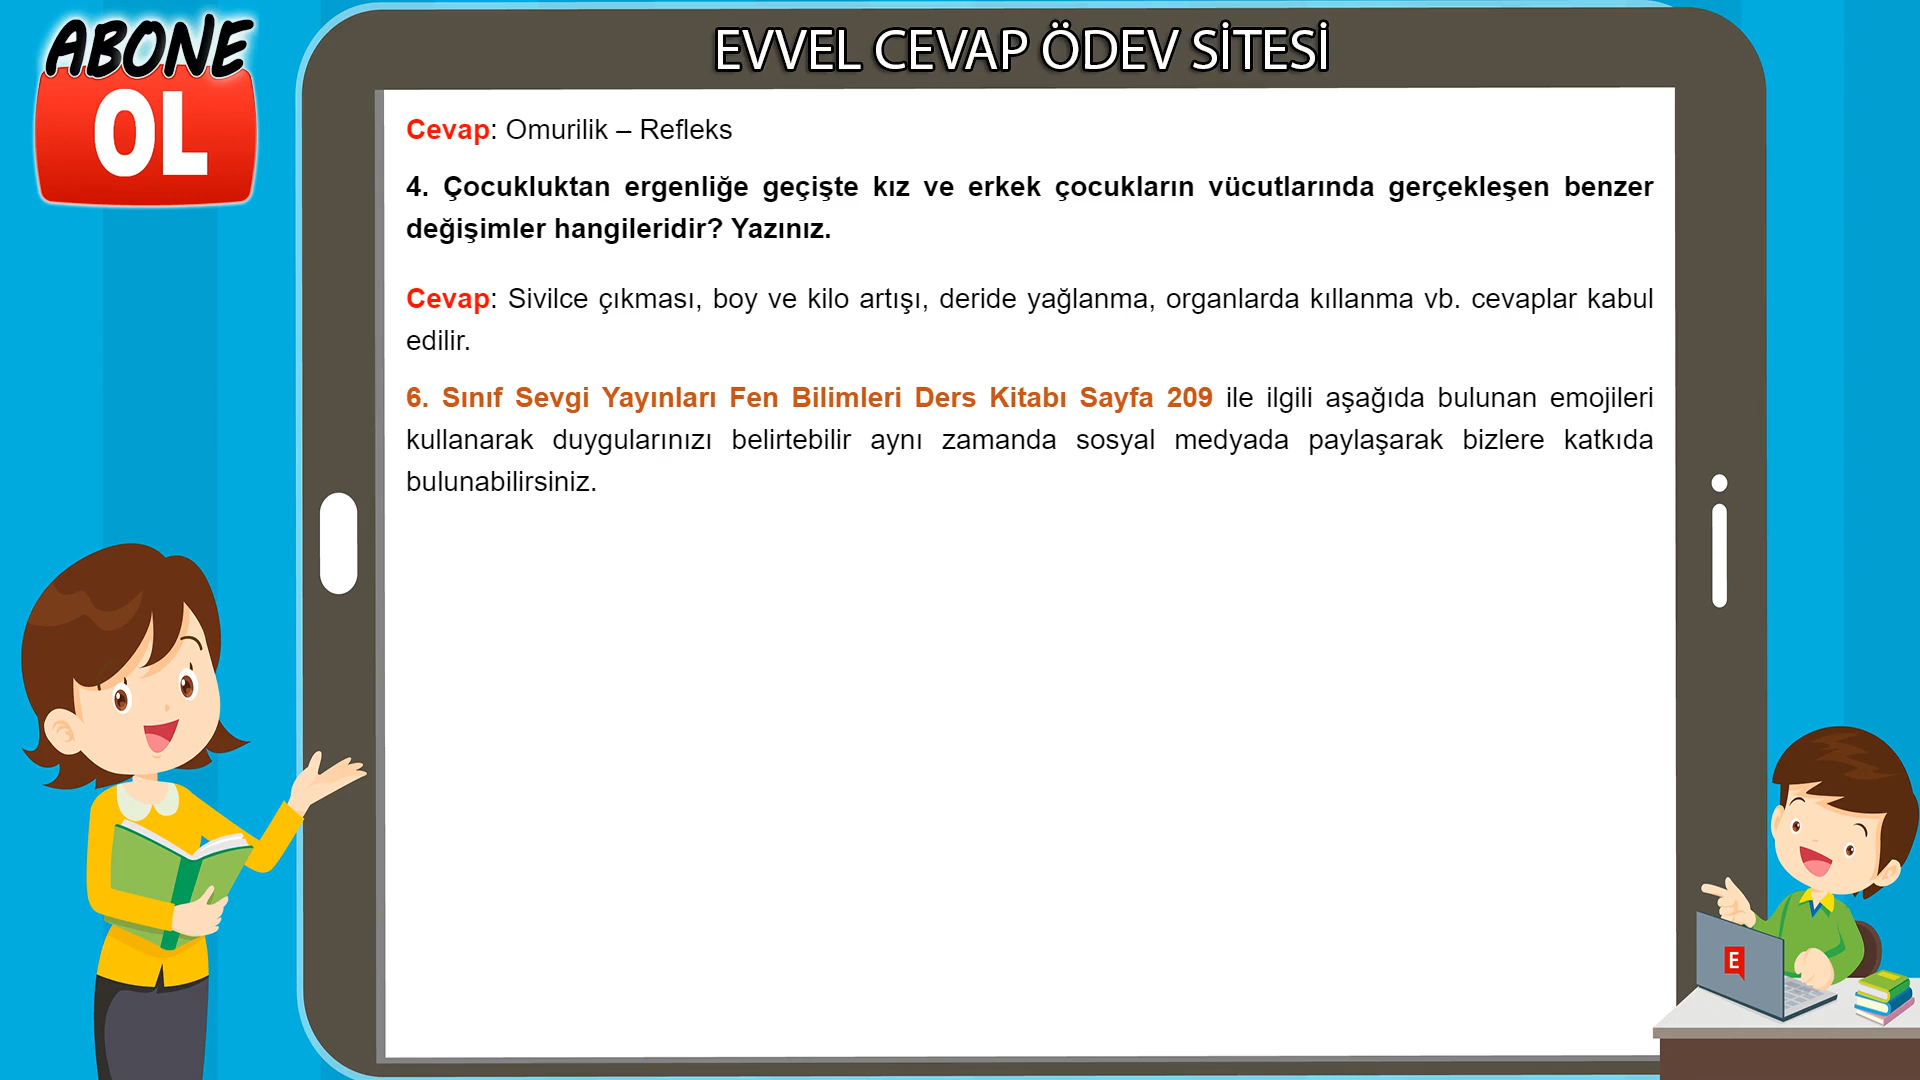 ABONE
OL
EVVEL CEVAP ÖDEV SİTESİ
Cevap: Omurilik – Refleks
4. Çocukluktan ergenliğe geçişte kız ve erkek çocukların vücutlarında gerçekleşen benzer
değişimler hangileridir? Yazınız.
Cevap: Sivilce çıkması, boy ve kilo artışı, deride yağlanma, organlarda kıllanma vb. cevaplar kabul
edilir.
6. Sınıf Sevgi Yayınları Fen Bilimleri Ders Kitabı Sayfa 209 ile ilgili aşağıda bulunan emojileri
kullanarak duygularınızı belirtebilir aynı zamanda sosyal medyada paylaşarak bizlere katkıda
bulunabilirsiniz.
E